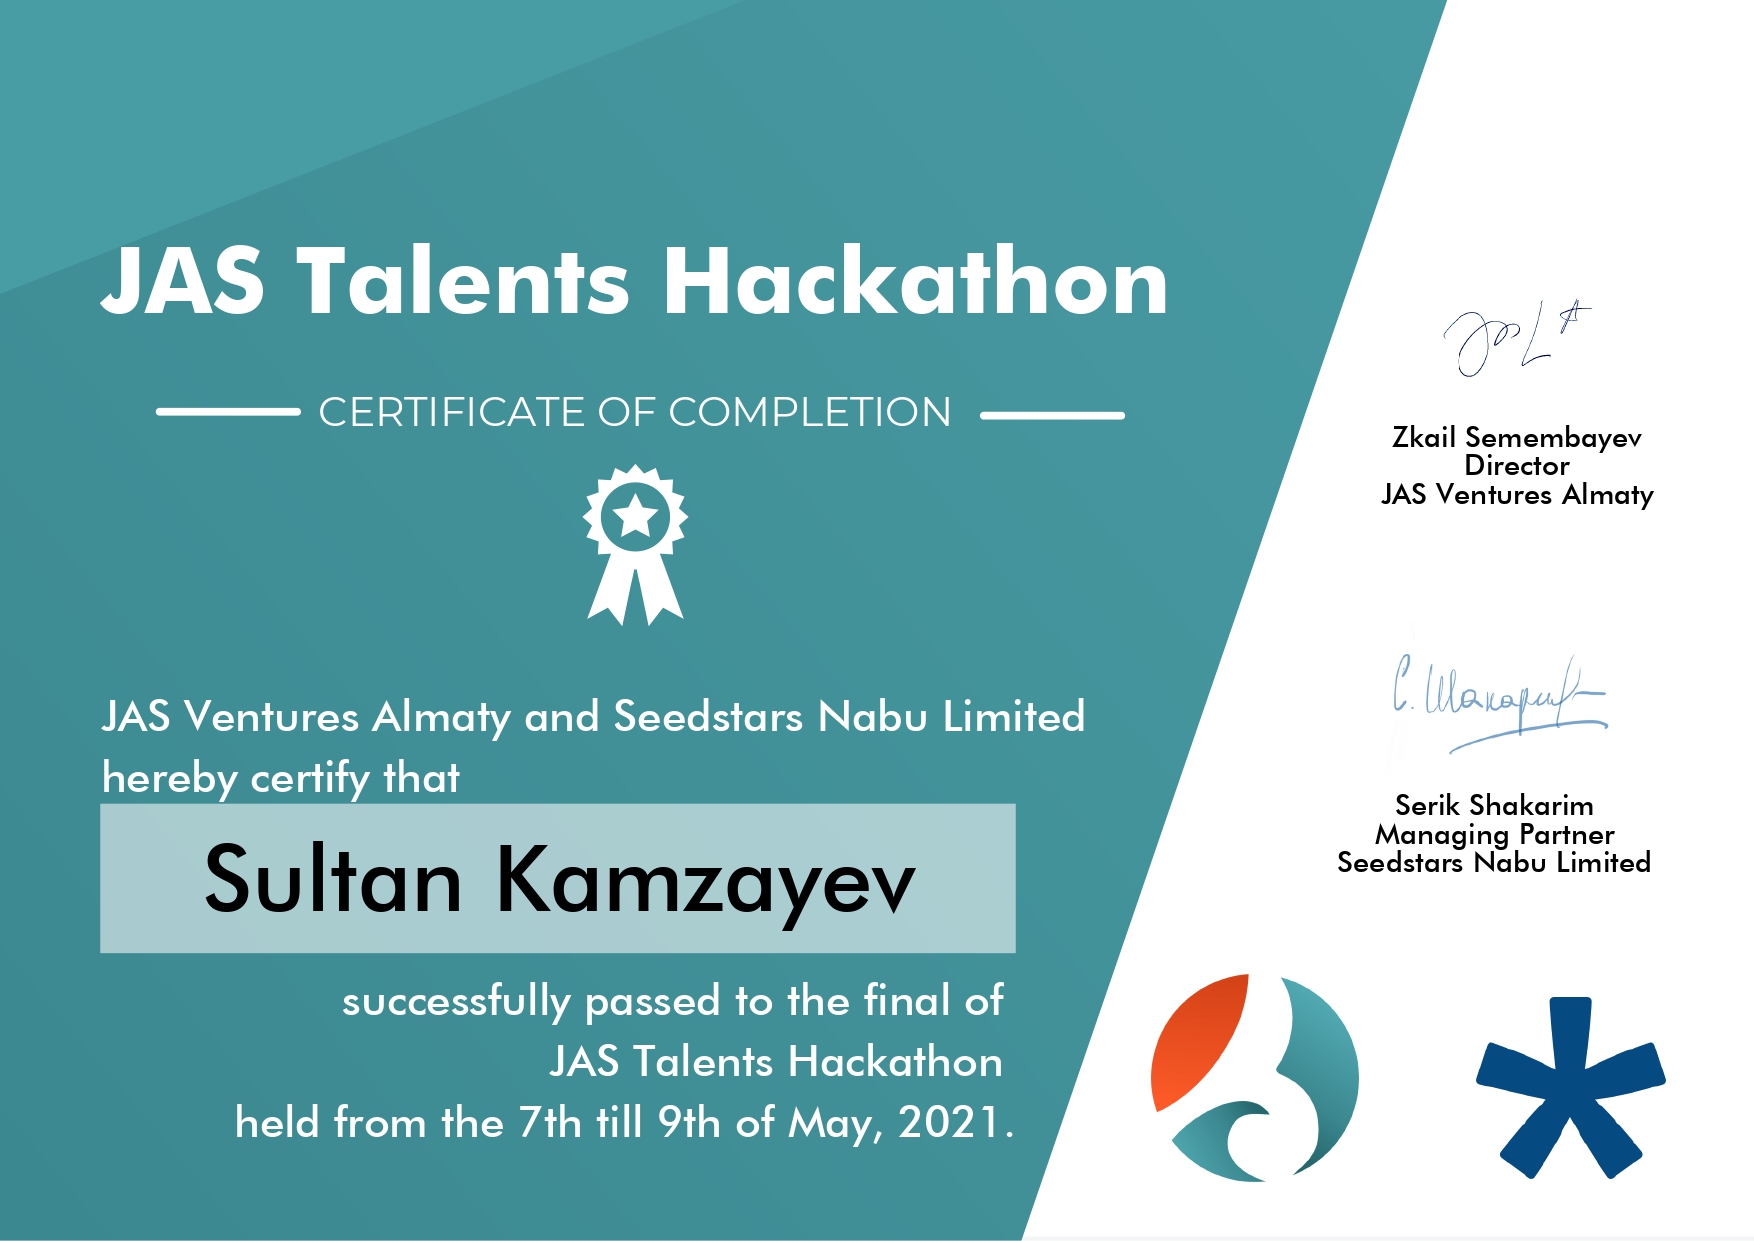 JAS Talents Hackathon
CERTIFICATE OF COMPLETION
JAS Ventures Almaty and Seedstars Nabu Limited
hereby certify that
Sultan Kamzayev
successfully passed to the final of
JAS Talents Hackathon
held from the 7th till 9th of May, 2021.
Zkail Semembayev
Director
JAS Ventures Almaty
С. Шакарим
Serik Shakarim
Managing Partner
Seedstars Nabu Limited